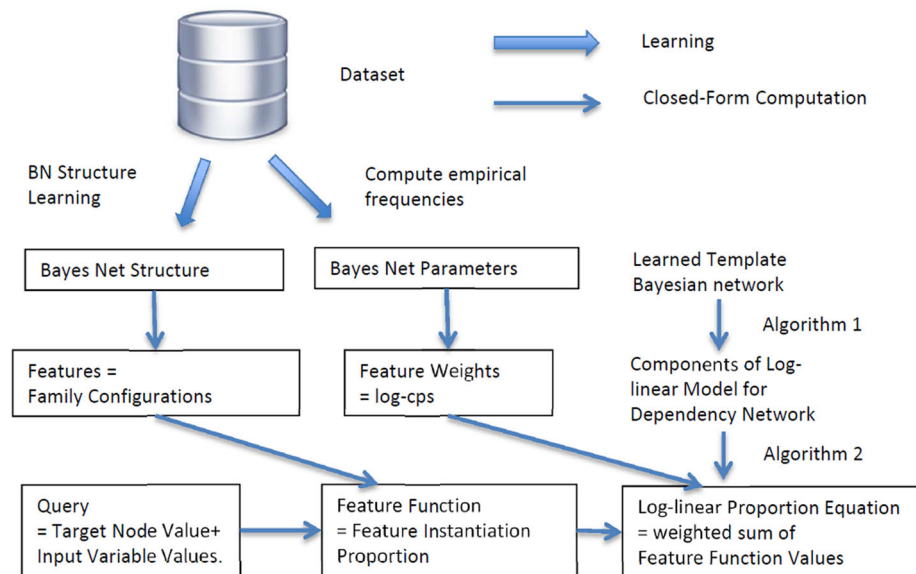 Dataset
Learning
Closed-Form Computation
BN Structure
Learning
Compute empirical
frequencies
Bayes Net Structure
Bayes Net Parameters
Learned Template
Bayesian network
Algorithm 1
Features =
Family Configurations
Feature Weights
= log-cps
Components of Log-
linear Model for
Dependency Network
Algorithm 2
Query
= Target Node Value+
Input Variable Values.
Feature Function
= Feature Instantiation
Proportion
Log-linear Proportion Equation
= weighted sum of
Feature Function Values